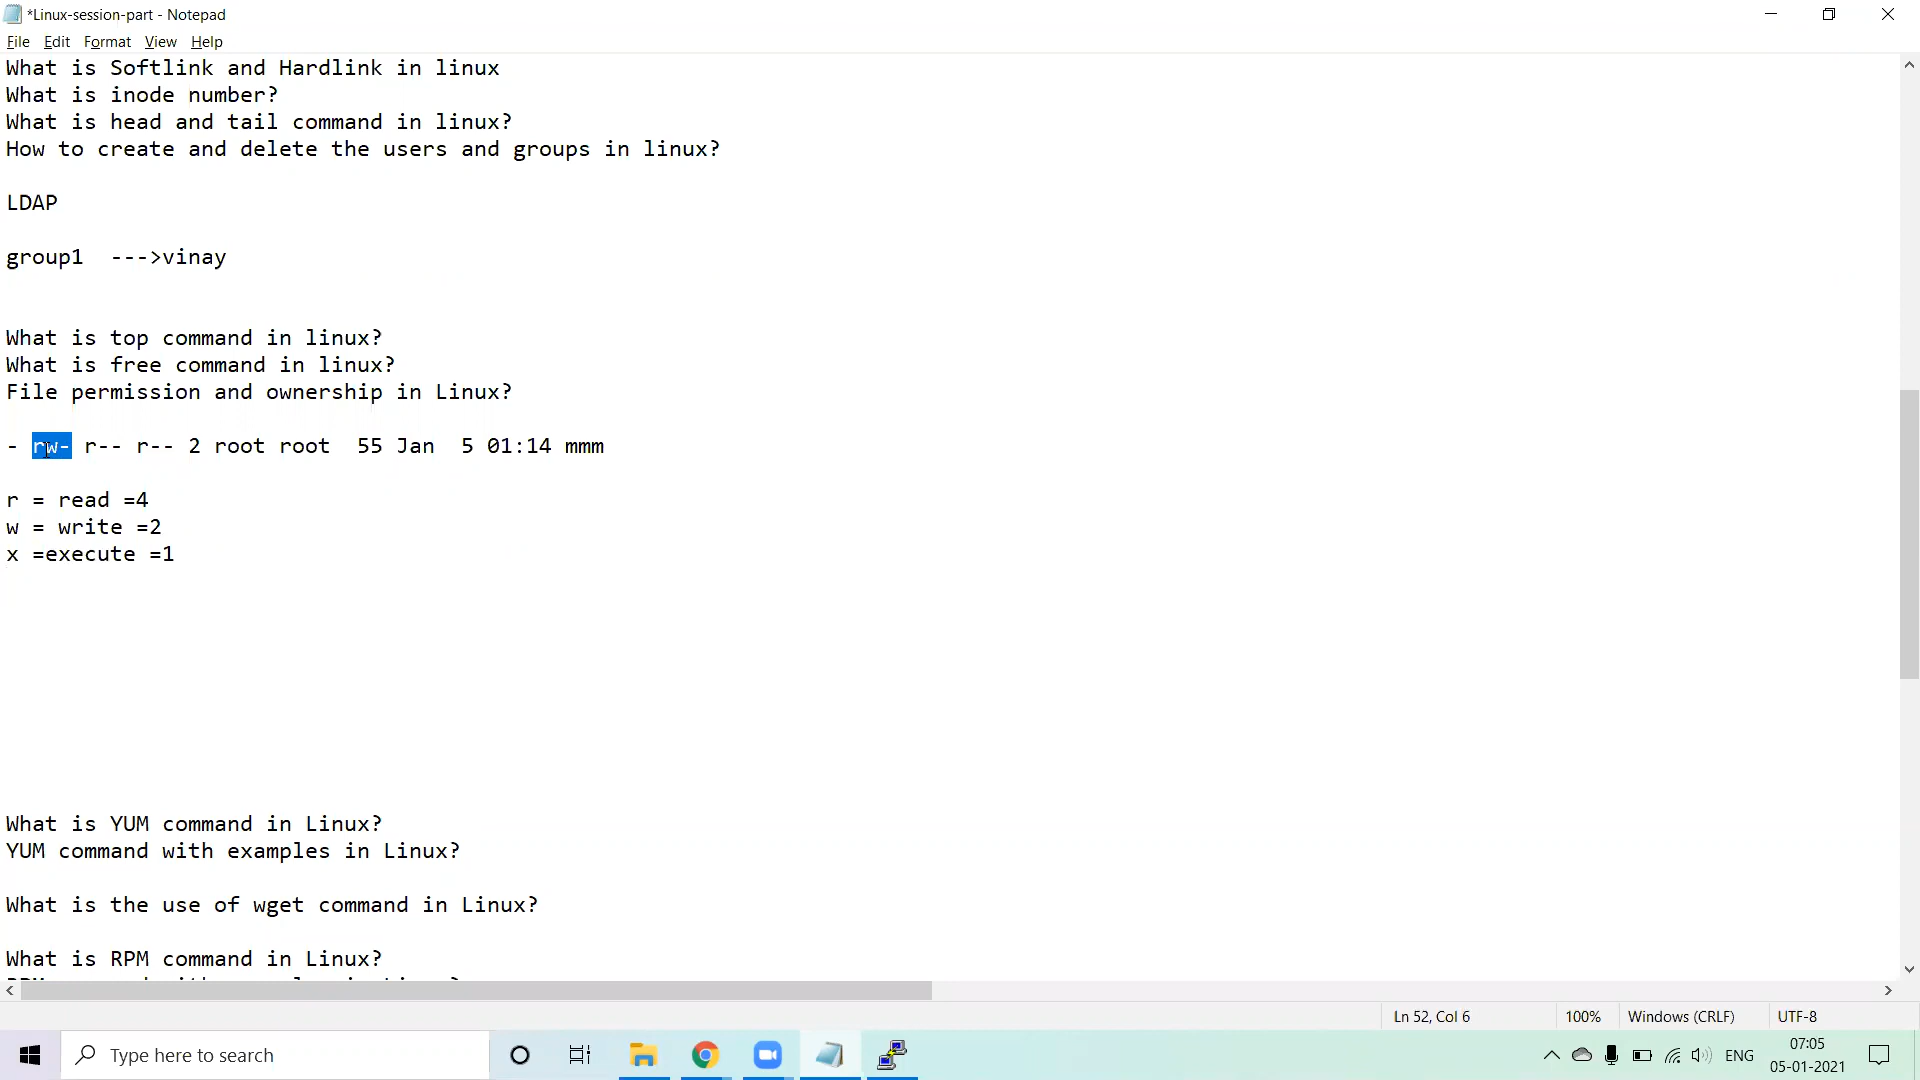 *Linux-session-part - Notepad
File Edit Format View Help
What is Softlink and Hardlink in linux
What is inode number?
What is head and tail command in linux?
How to create and delete the users and groups in linux?
LDAP
group1  --->vinay
What is top command in linux?
What is free command in linux?
File permission and ownership in Linux?
- rw- r-- r-- 2 root root  55 Jan  5 01:14 mmm
r = read =4
w = write =2
x =execute =1
What is YUM command in Linux?
YUM command with examples in Linux?
What is the use of wget command in Linux?
What is RPM command in Linux?
Ln 52, Col 6 100% Windows (CRLF) UTF-8
Type here to search
ENG
07:05
05-01-2021